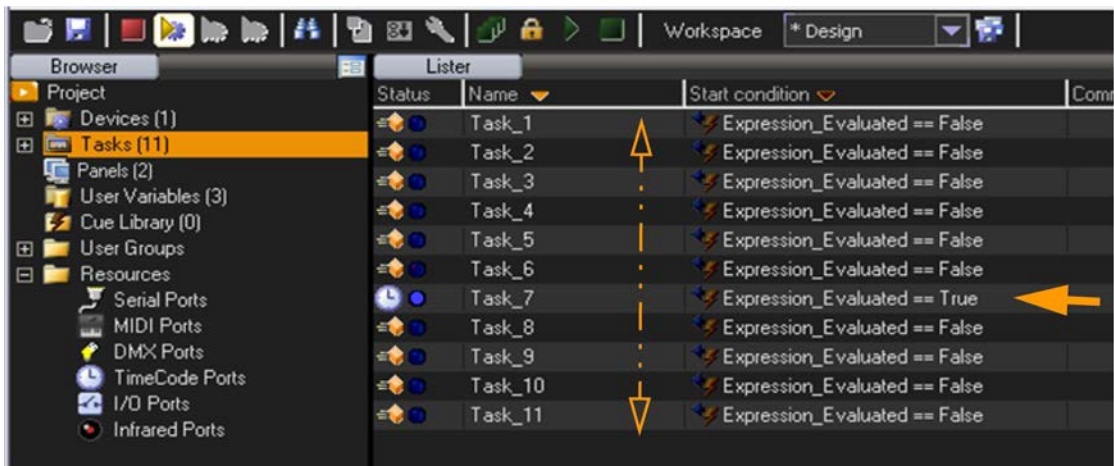 Workspace * Design
Browser Lister
Project Status Name Start condition Comm
Devices (1) Task_1 Expression_Evaluated == False
Tasks (11) Task_2 Expression_Evaluated == False
Panels (2) Task_3 Expression_Evaluated == False
User Variables (3) Task_4 Expression_Evaluated == False
Cue Library (0) Task_5 Expression_Evaluated == False
User Groups Task_6 Expression_Evaluated == False
Resources Task_7 Expression_Evaluated == True
Serial Ports Task_8 Expression_Evaluated == False
MIDI Ports Task_9 Expression_Evaluated == False
DMX Ports Task_10 Expression_Evaluated == False
TimeCode Ports Task_11 Expression_Evaluated == False
I/O Ports
Infrared Ports